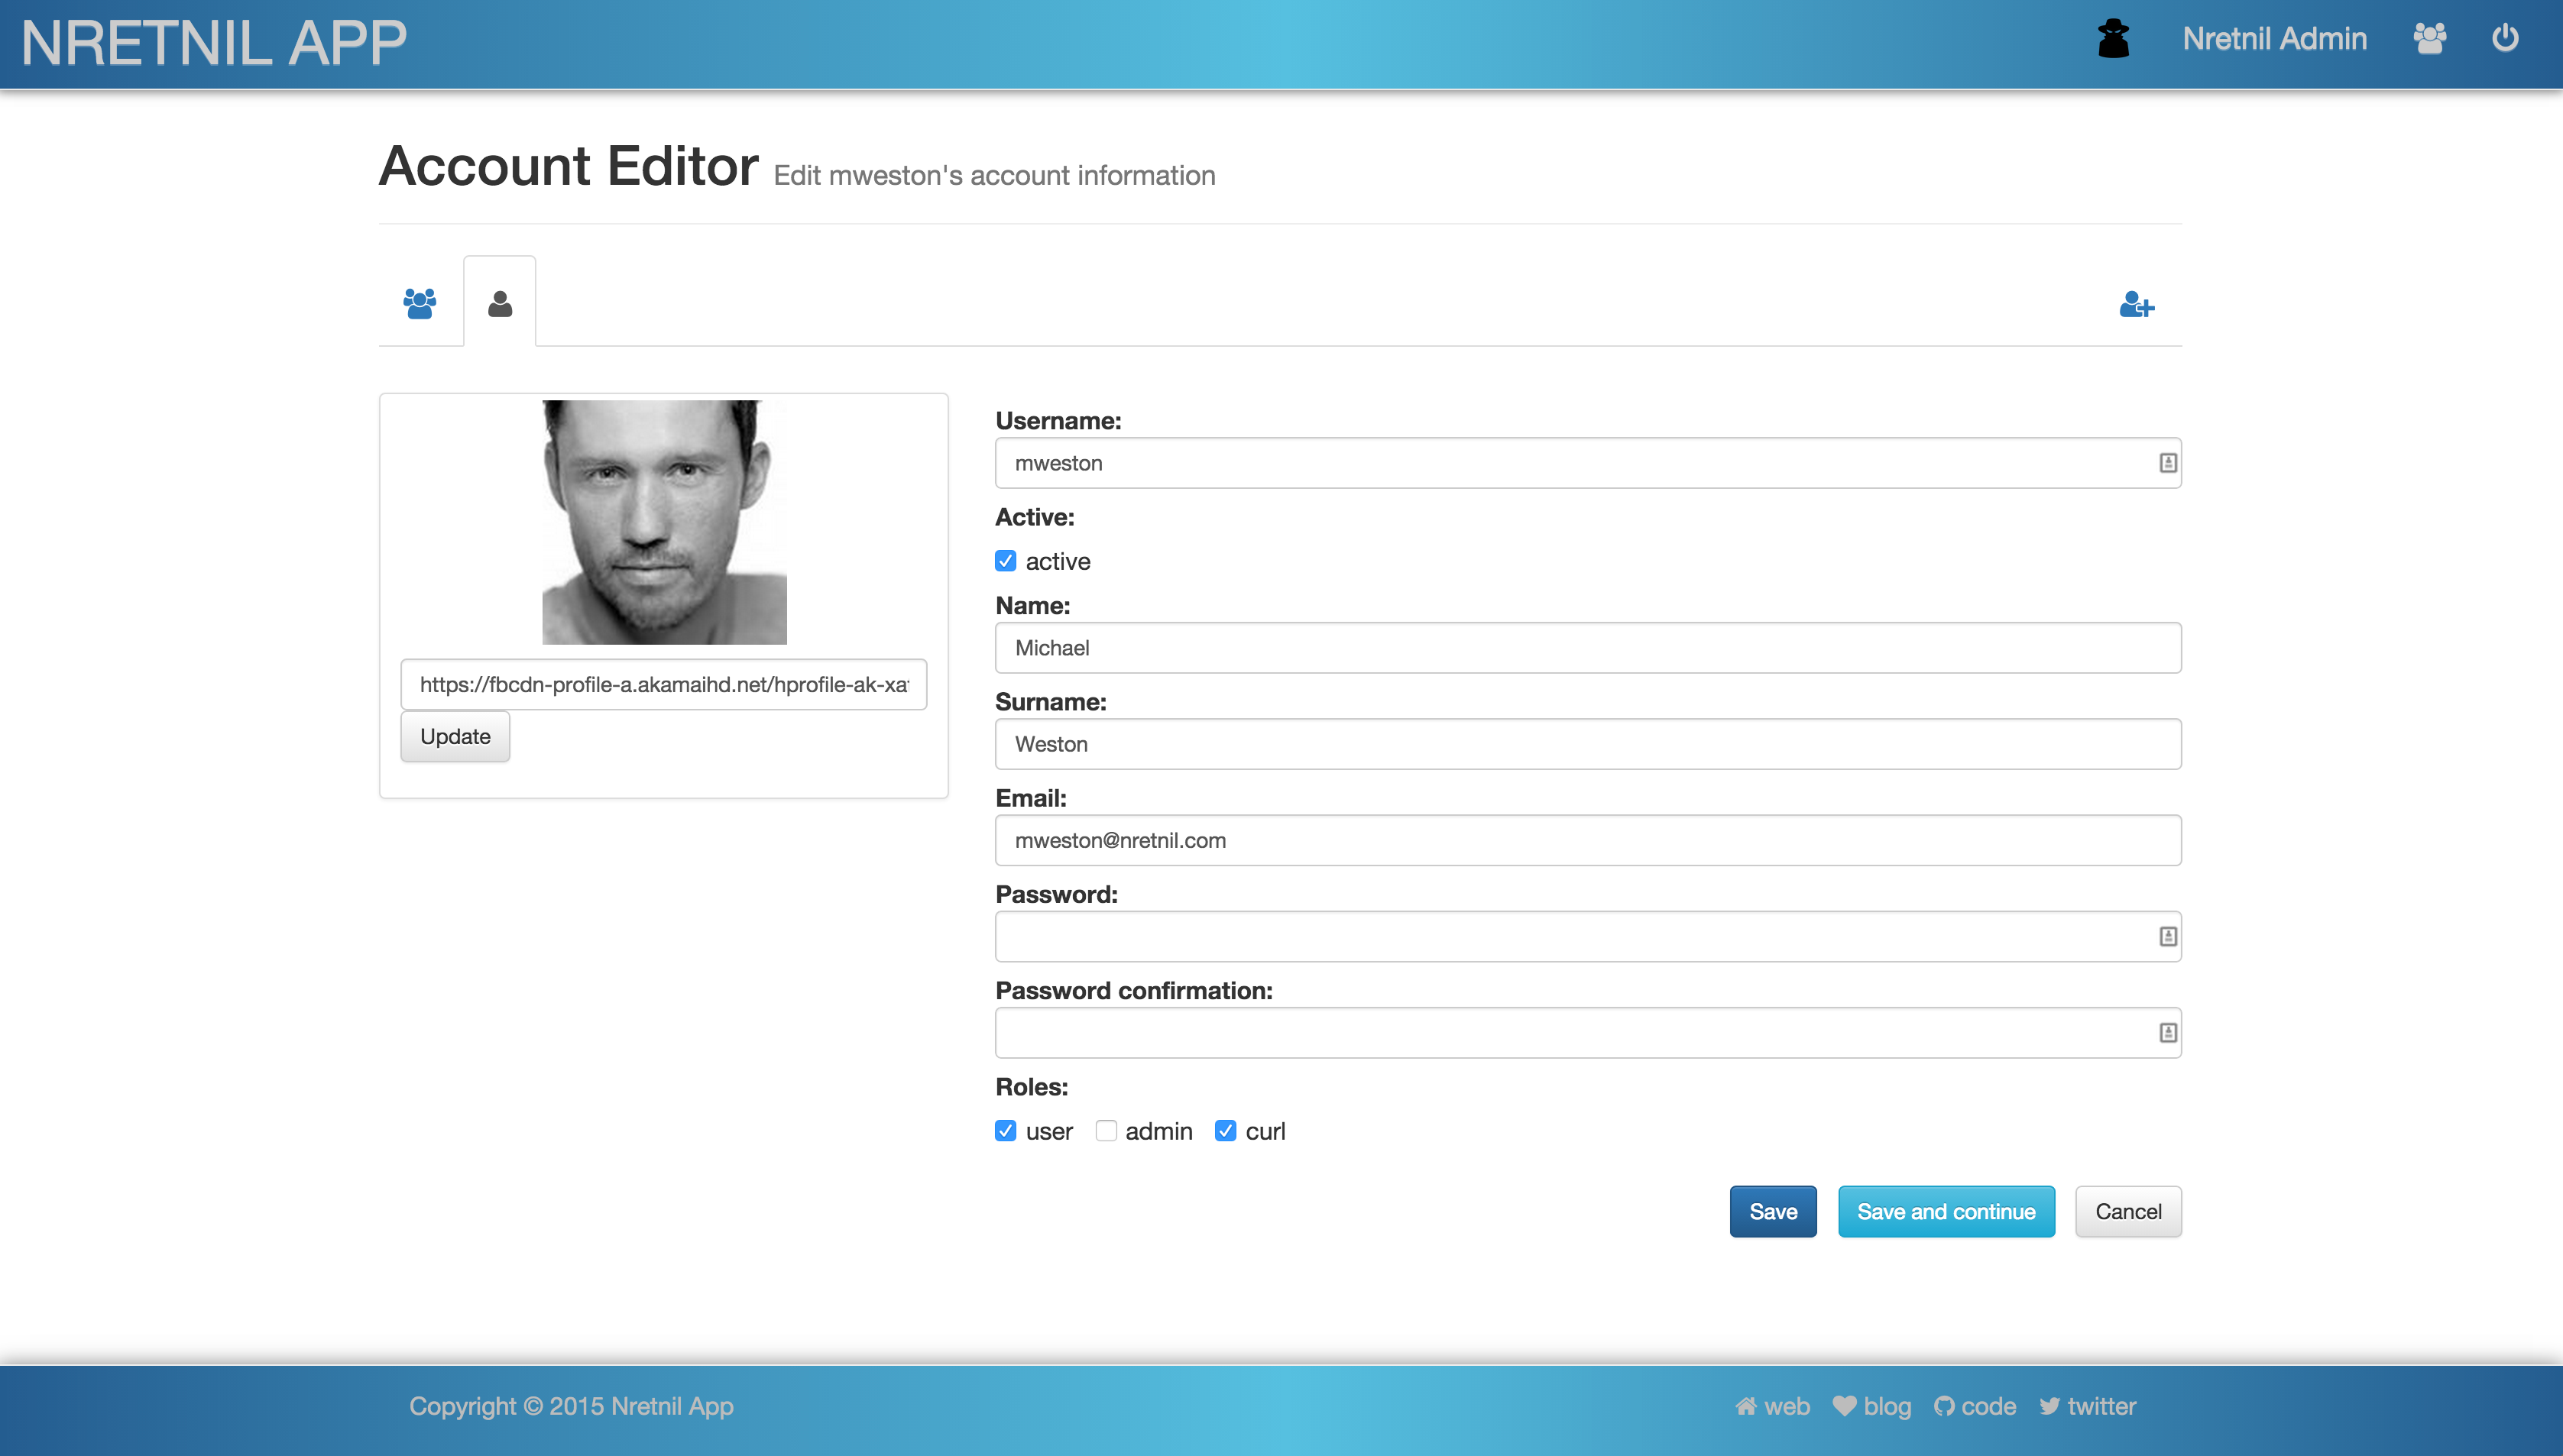 NRETNIL APP
Nretnil Admin
Account Editor Edit mweston's account information
https://fbcdn-profile-a.akamaihd.net/hprofile-ak-xa
Update
Username:
mweston
Active:
active
Name:
Michael
Surname:
Weston
Email:
mweston@nretnil.com
Password:
Password confirmation:
Roles:
user admin curl
Save Save and continue Cancel
Copyright © 2015 Nretnil App
web blog code twitter